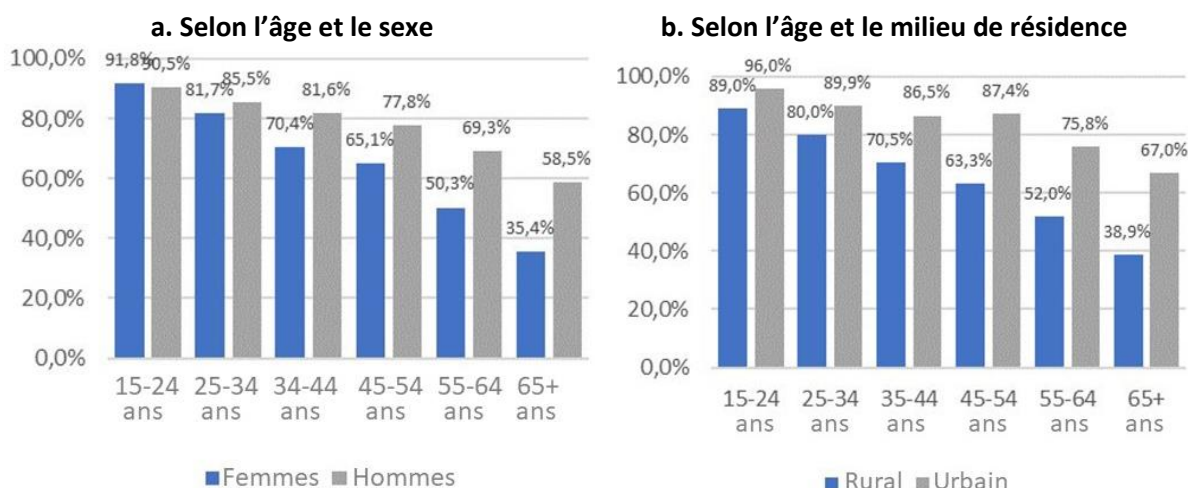 a. Selon l’âge et le sexe
100,0%
80,0%
60,0%
40,0%
20,0%
0,0%
91,8%
90,5%
81,7%
85,5%
70,4%
81,6%
65,1%
77,8%
50,3%
69,3%
35,4%
58,5%
15-24 ans
25-34 ans
34-44 ans
45-54 ans
55-64 ans
65+ ans
Femmes
Hommes
b. Selon l’âge et le milieu de résidence
100,0%
80,0%
60,0%
40,0%
20,0%
0,0%
89,0%
96,0%
80,0%
89,9%
70,5%
86,5%
63,3%
87,4%
52,0%
75,8%
38,9%
67,0%
15-24 ans
25-34 ans
35-44 ans
45-54 ans
55-64 ans
65+ ans
Rural
Urbain